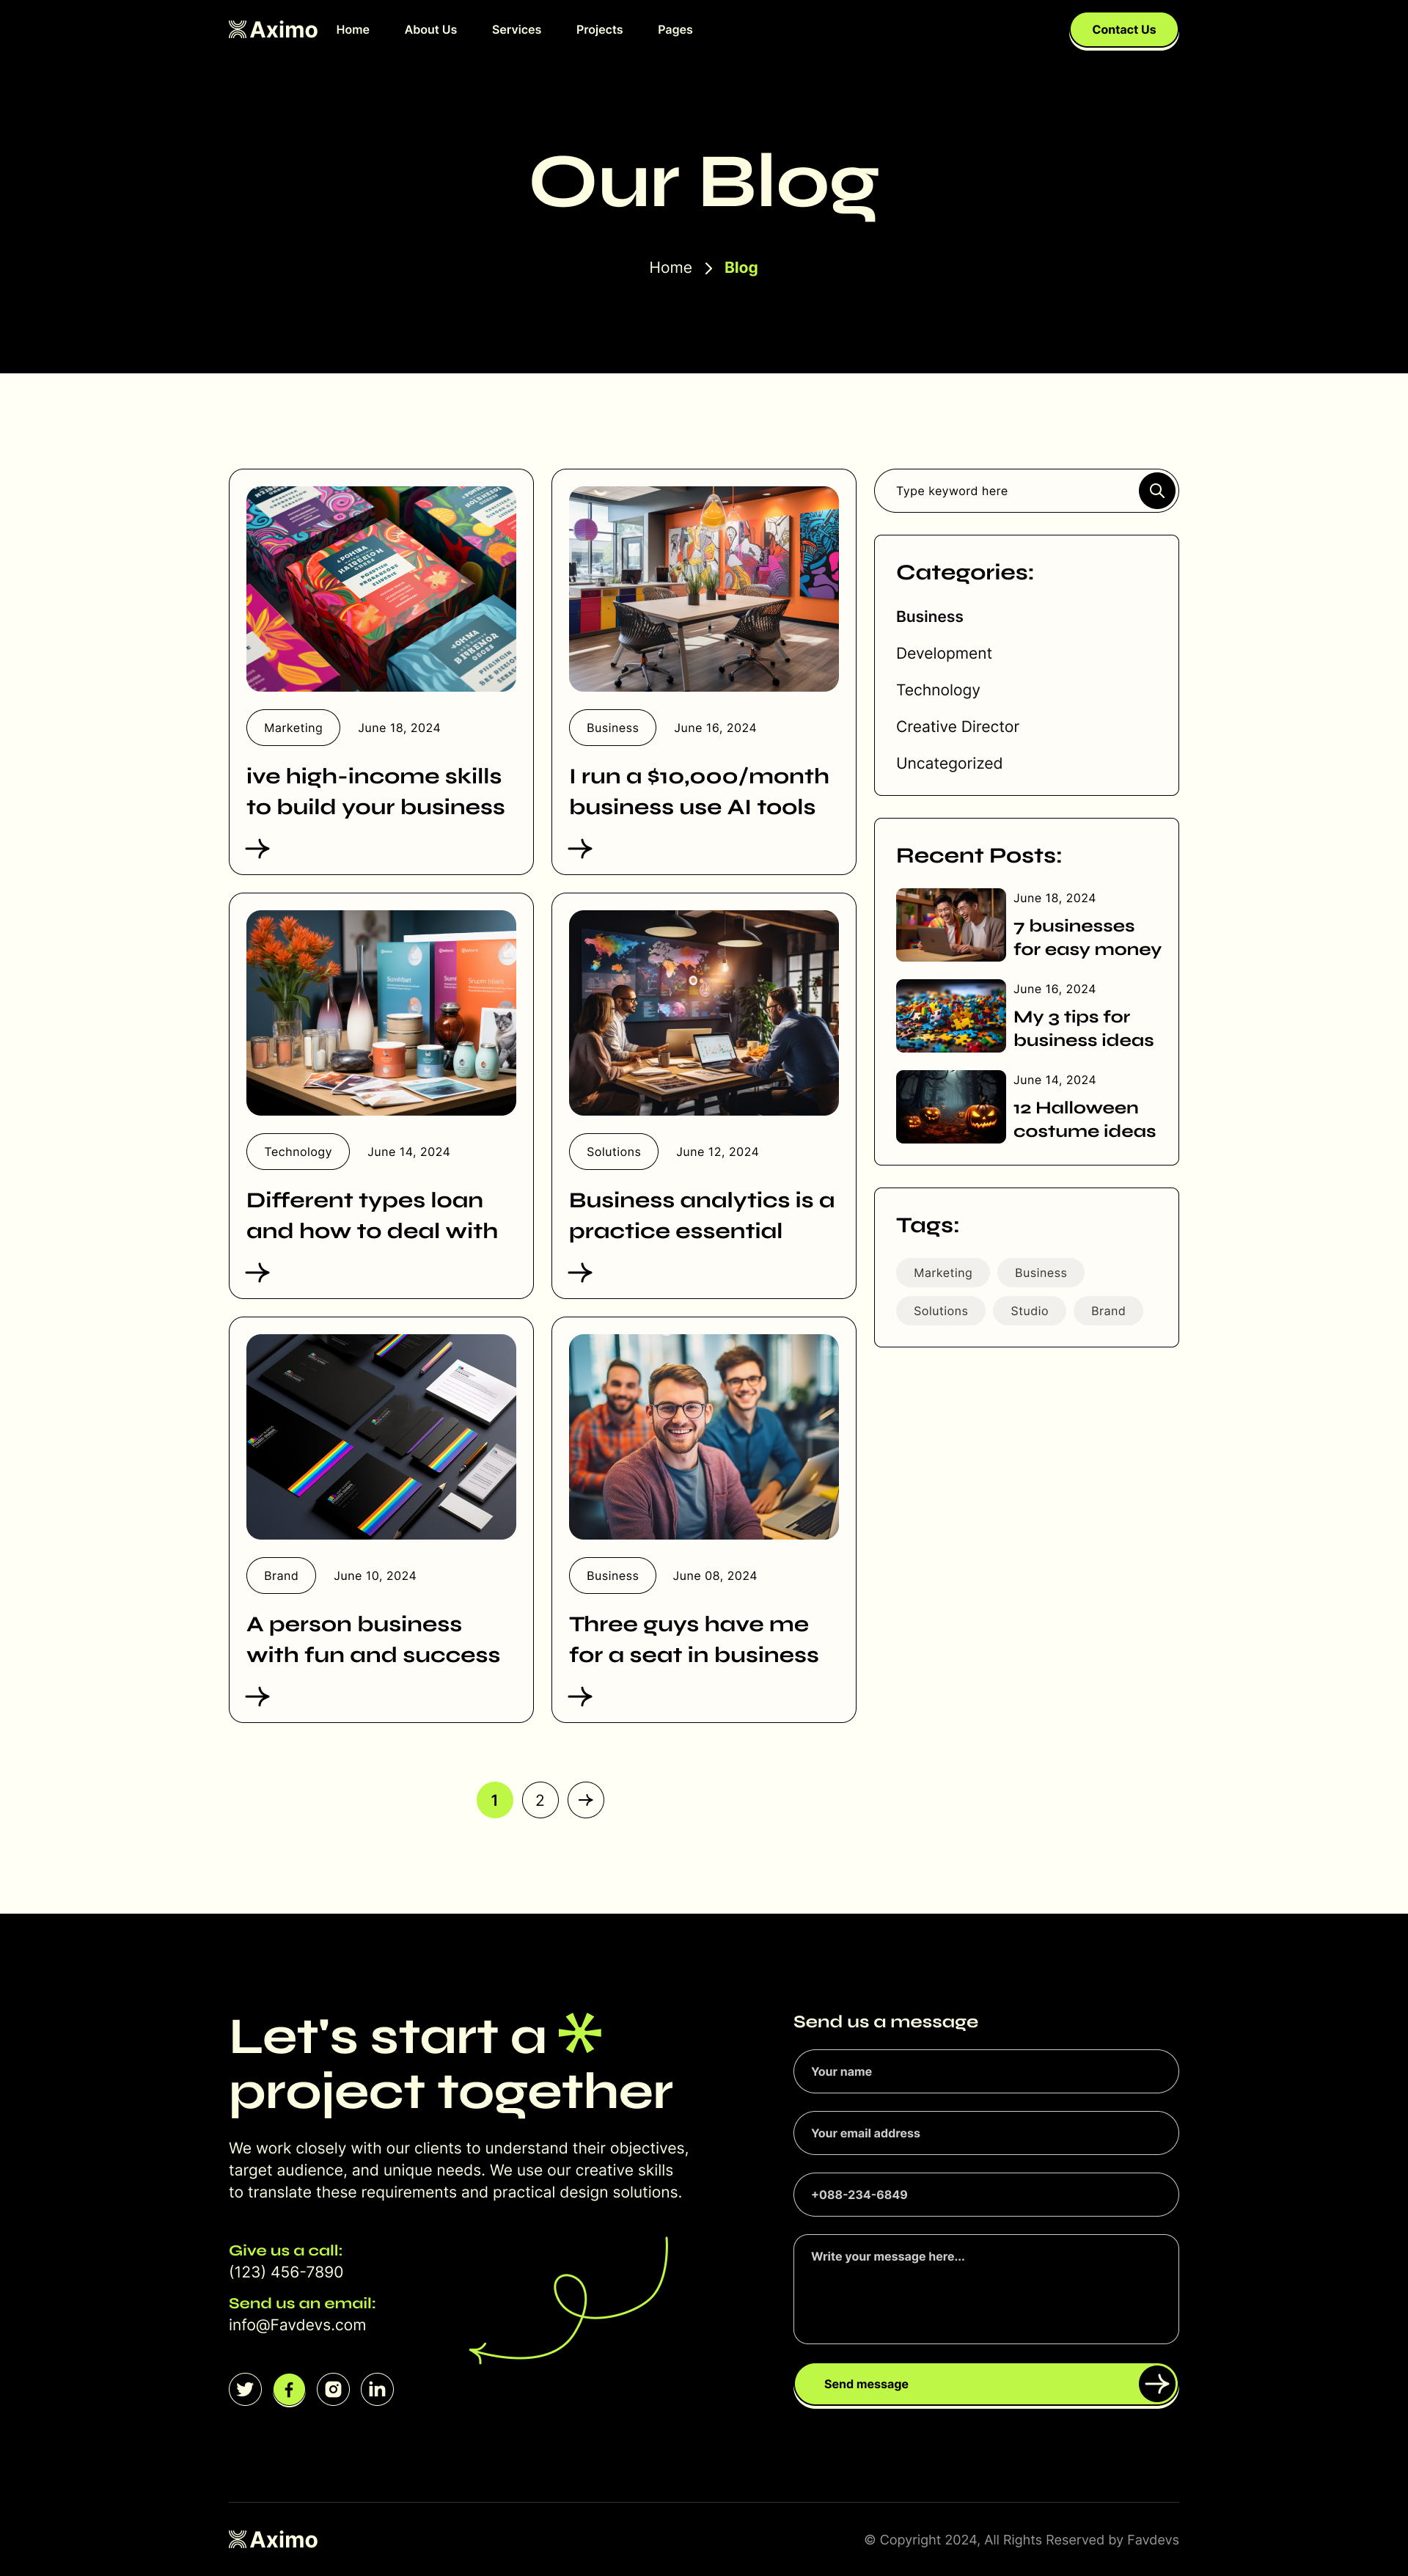 Aximo
Home
About Us
Services
Projects
Pages
Contact Us
Our Blog
Home
Blog
Marketing
June 18, 2024
ive high-income skills
to build your business
Business
June 16, 2024
I run a $10,000/month
business use AI tools
Technology
June 14, 2024
Different types loan
and how to deal with
Solutions
June 12, 2024
Business analytics is a
practice essential
Brand
June 10, 2024
A person business
with fun and success
Business
June 08, 2024
Three guys have me
for a seat in business
1
2
Type keyword here
Categories:
Business
Development
Technology
Creative Director
Uncategorized
Recent Posts:
June 18, 2024
7 businesses
for easy money
June 16, 2024
My 3 tips for
business ideas
June 14, 2024
12 Halloween
costume ideas
Tags:
Marketing
Business
Solutions
Studio
Brand
Let's start a
project together
We work closely with our clients to understand their objectives,
target audience, and unique needs. We use our creative skills
to translate these requirements and practical design solutions.
Give us a call:
(123) 456-7890
Send us an email:
info@Favdevs.com
Send us a message
Your name
Your email address
+088-234-6849
Write your message here...
Send message
Aximo
© Copyright 2024, All Rights Reserved by Favdevs